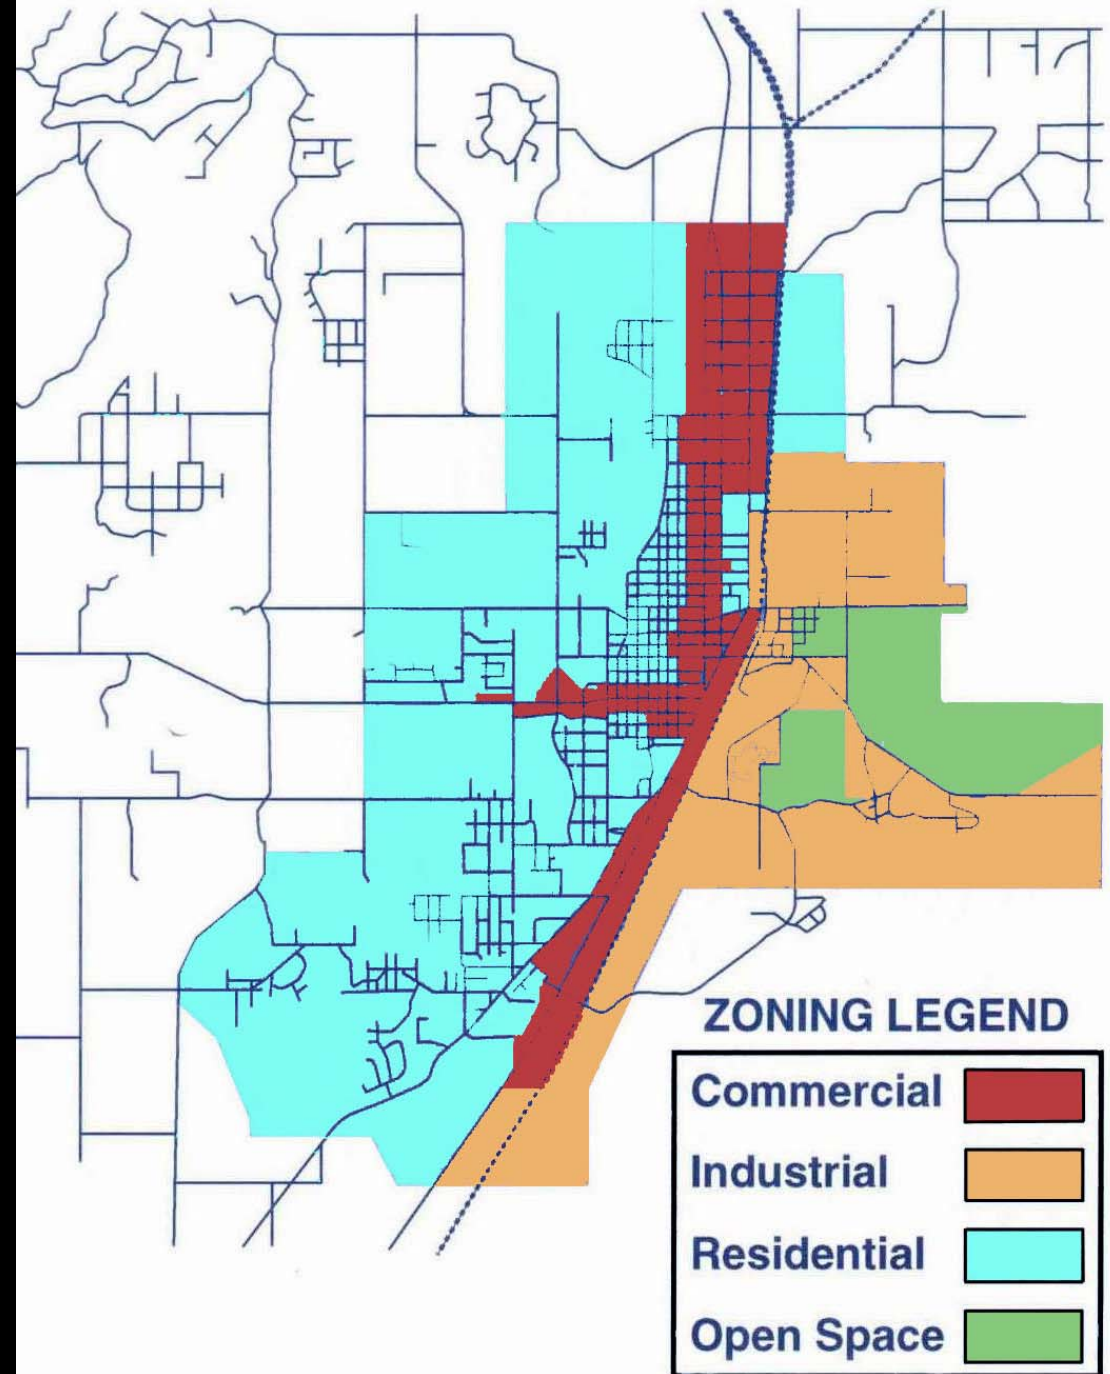 ZONING LEGEND
Commercial
Industrial
Residential
Open Space